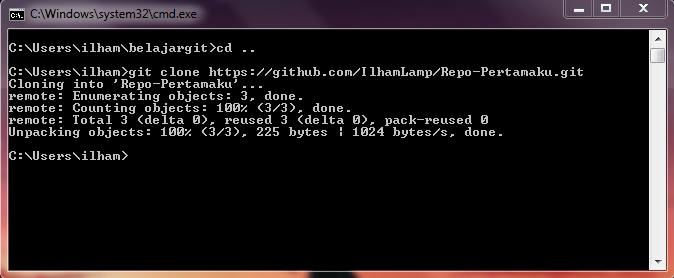 C:\Windows\system32\cmd.exe
C:\Users\ilham\belajargit>cd ..
C:\Users\ilham>git clone https://github.com/IlhamLamp/Repo-Pertamaku.git
Cloning into 'Repo-Pertamaku'...
remote: Enumerating objects: 3, done.
remote: Counting objects: 100% (3/3), done.
remote: Total 3 (delta 0), reused 3 (delta 0), pack-reused 0
Unpacking objects: 100% (3/3), 225 bytes | 1024 bytes/s, done.
C:\Users\ilham>